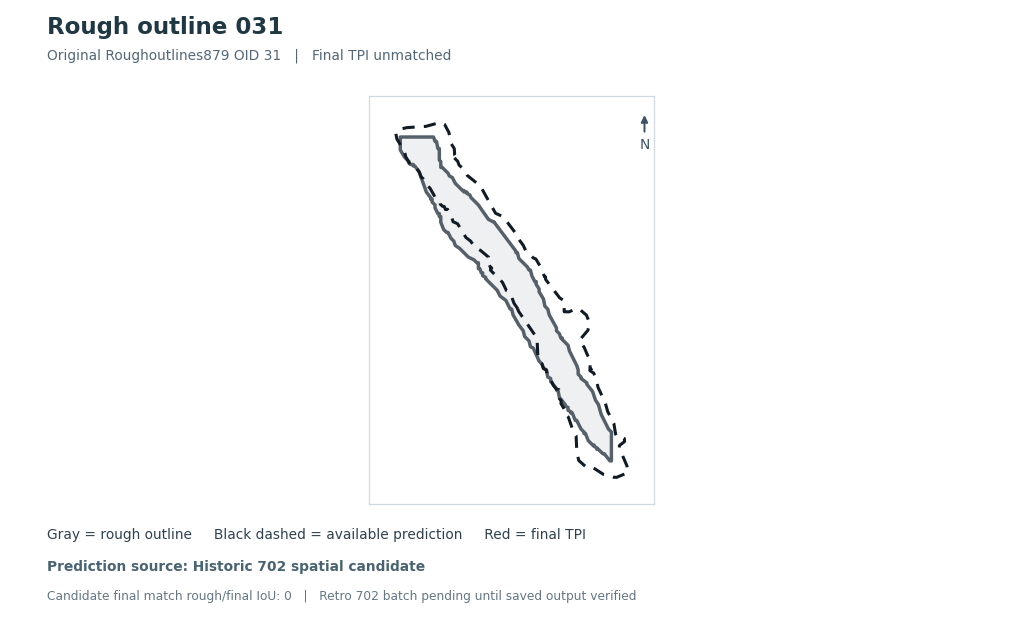 Rough outline 031
Original Roughoutlines879 OID 31   |   Final TPI unmatched
N
Gray = rough outline     Black dashed = available prediction     Red = final TPI
Prediction source: Historic 702 spatial candidate
Candidate final match rough/final IoU: 0   |   Retro 702 batch pending until saved output verified